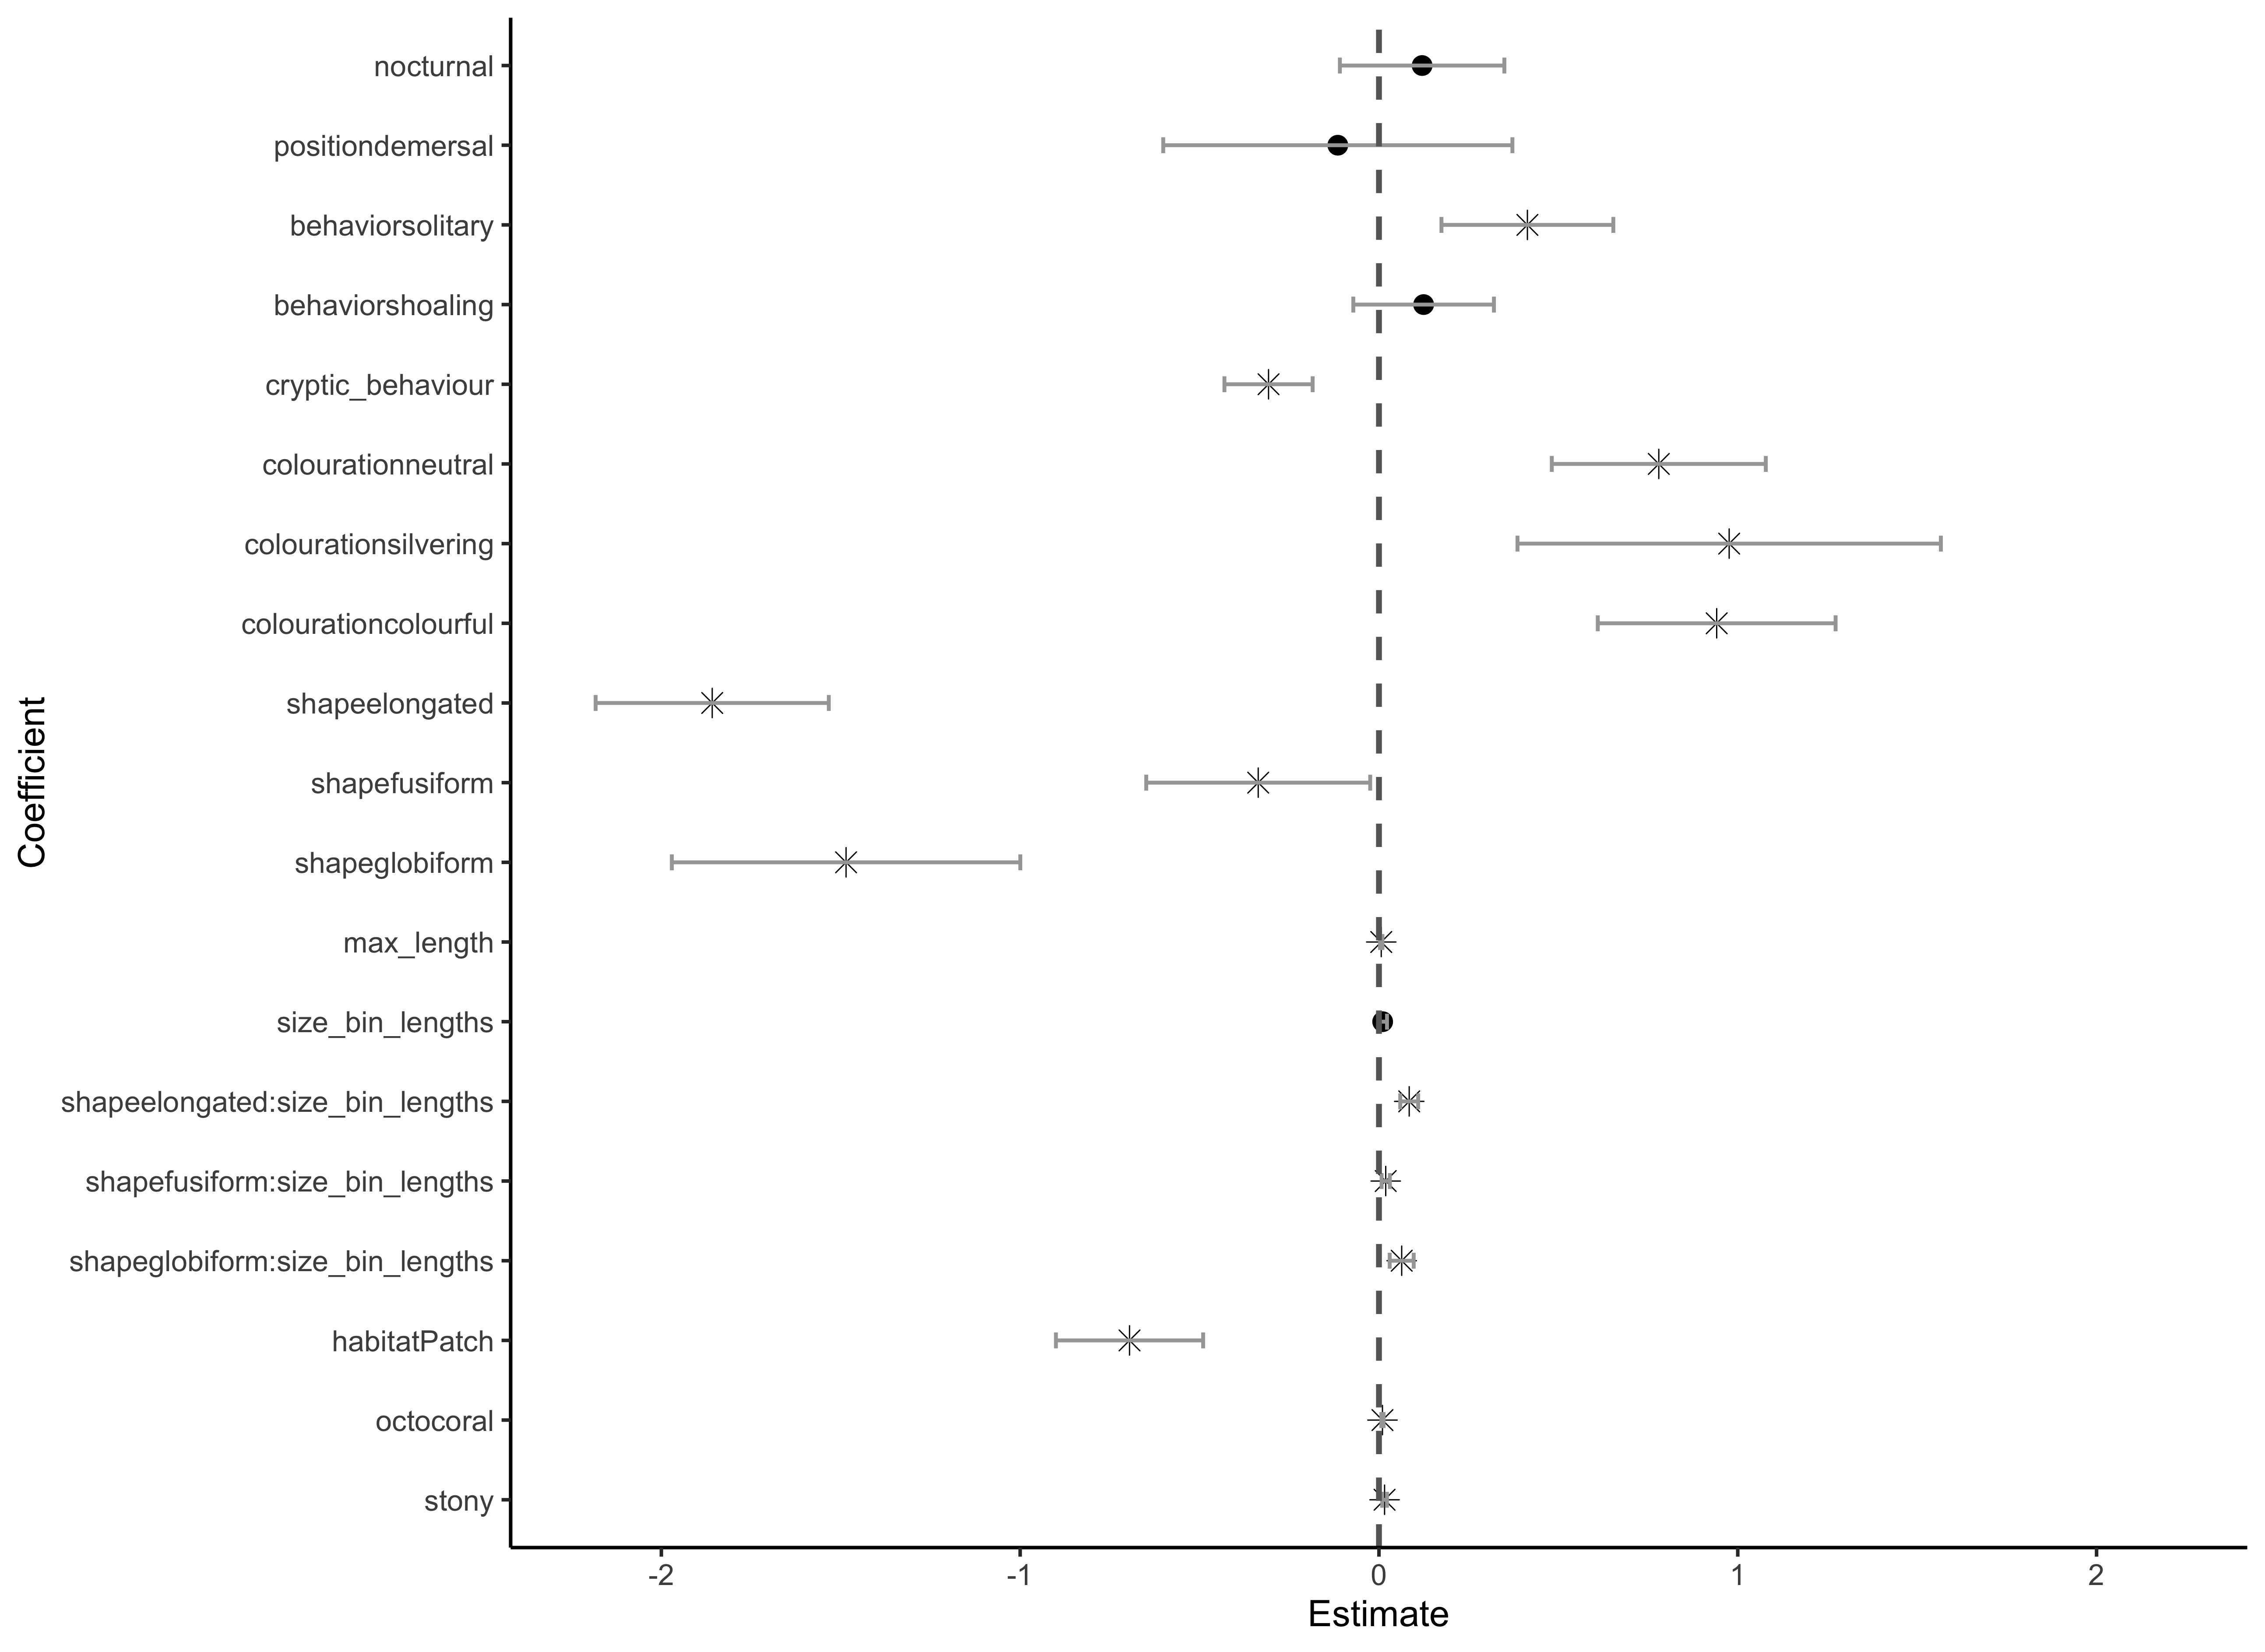 Coefficient
nocturnal
positiondemersal
behaviorsolitary
behaviorshoaling
cryptic_behaviour
colourationneutral
colourationsilvering
colourationcolourful
shapeelongated
shapefusiform
shapeglobiform
max_length
size_bin_lengths
shapeelongated:size_bin_lengths
shapefusiform:size_bin_lengths
shapeglobiform:size_bin_lengths
habitatPatch
octocoral
stony
-2 -1 0 1 2
Estimate